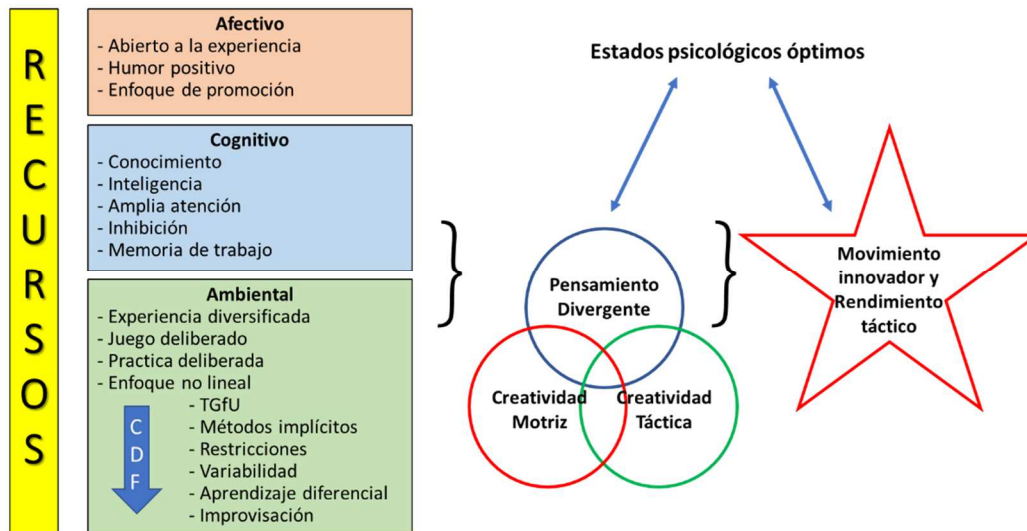 RECURSOS
Afectivo
- Abierto a la experiencia
- Humor positivo
- Enfoque de promoción
Cognitivo
- Conocimiento
- Inteligencia
- Amplia atención
- Inhibición
- Memoria de trabajo
Ambiental
- Experiencia diversificada
- Juego deliberado
- Practica deliberada
- Enfoque no lineal
- TGfU
- Métodos implícitos
- Restricciones
- Variabilidad
- Aprendizaje diferencial
- Improvisación
CDF
Estados psicológicos óptimos
Pensamiento
Divergente
Creatividad
Motriz
Creatividad
Táctica
Movimiento
innovador y
Rendimiento
táctico